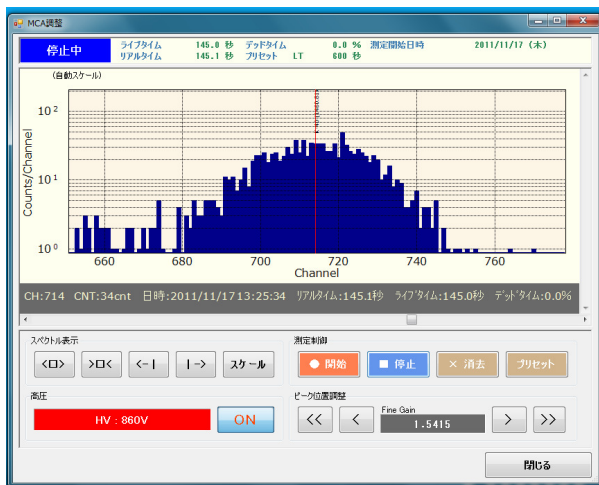 MCA調整
停止中 ライブタイム 145.0 秒 デッドタイム 0.0 % 測定開始日時 2011/11/17 (木)
リアルタイム 145.1 秒 プリセット LT 600 秒
(自動スケール)
10²
10¹
10⁰
Counts/Channel
660 680 700 720 740 760
Channel
CH:714 CNT:34cnt 日時:2011/11/1713:25:34 リアルタイム:145.1秒 ライブタイム:145.0秒 デッドタイム:0.0%
スペクトル表示
<ロ> >ロ< <-| |-> スケール
測定制御
● 開始 ■ 停止 × 消去 プリセット
高圧
HV : 860V ON
ピーク位置調整
<< < Fine Gain 1.5415 > >>
閉じる